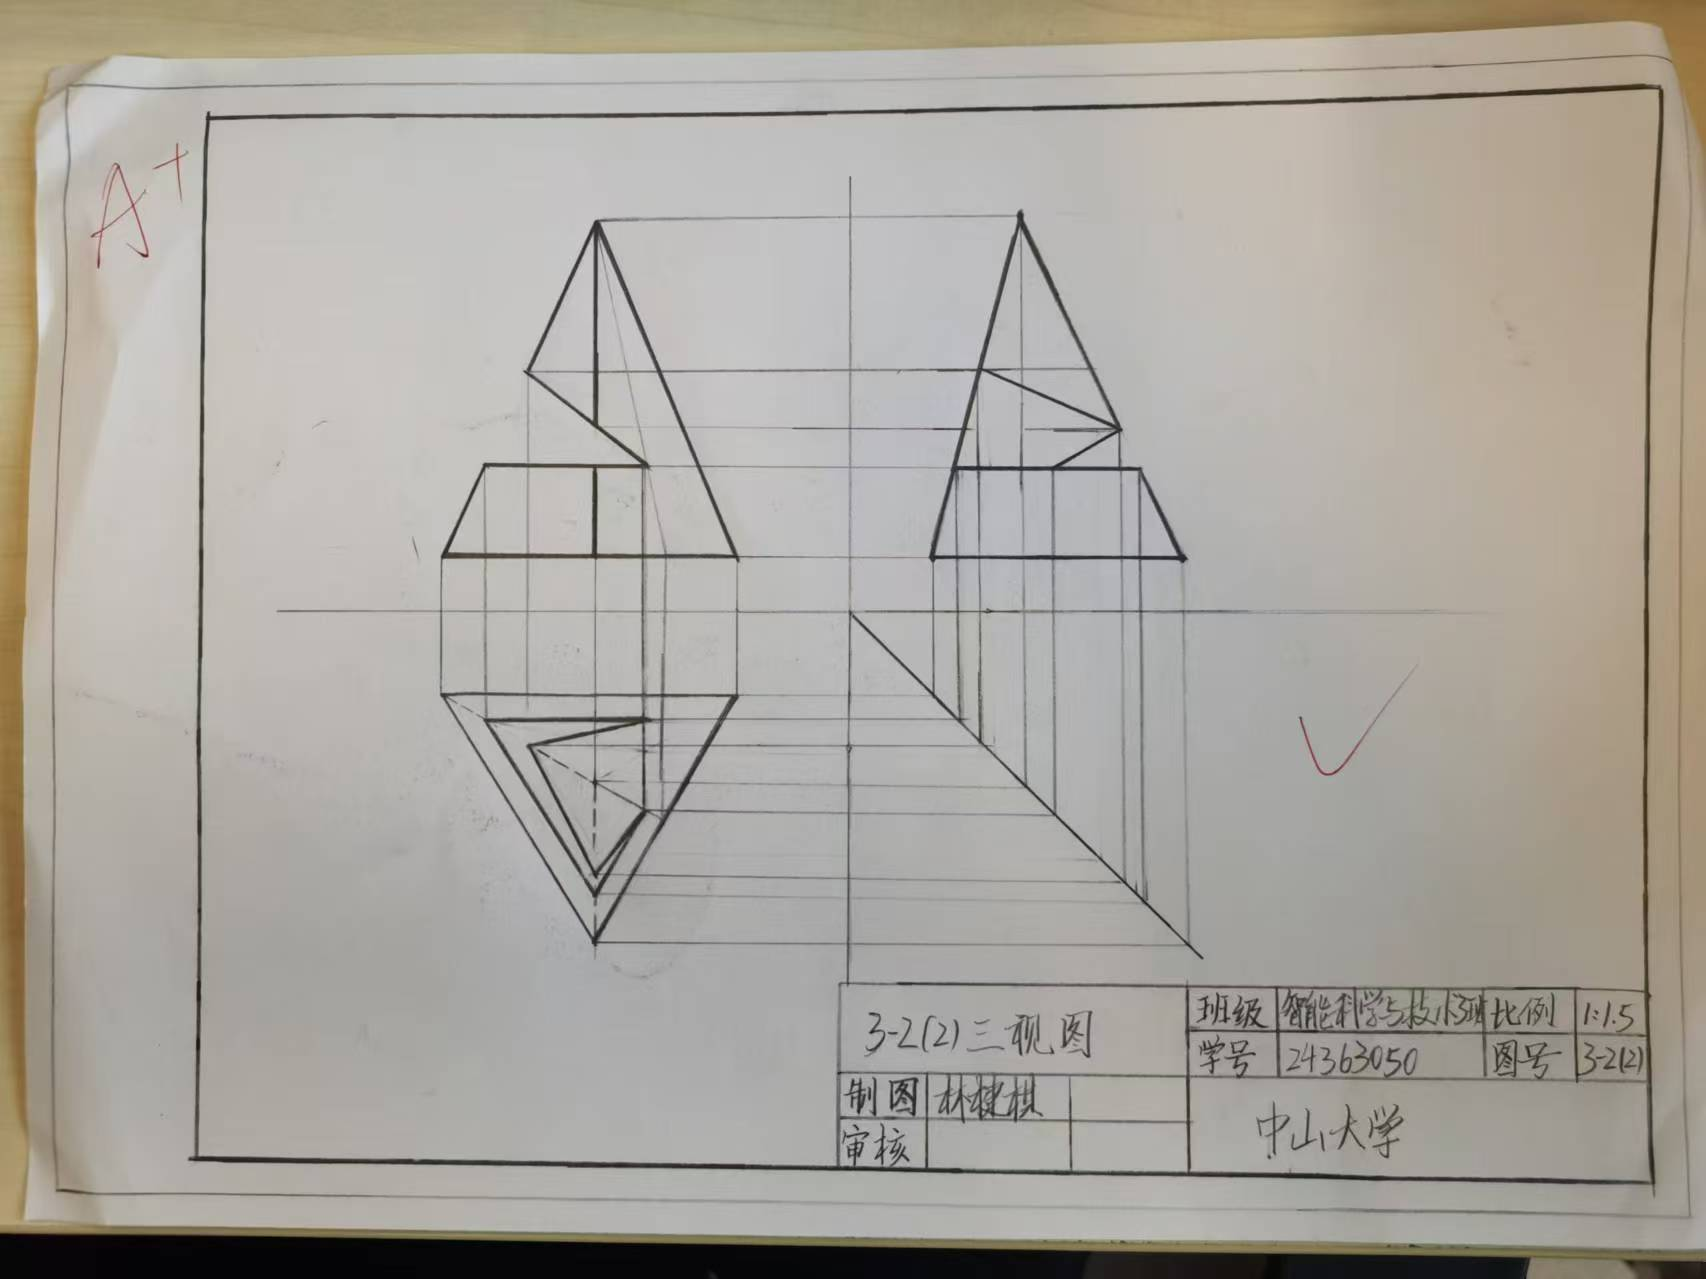 A+
3-2(2)三视图
班级 智能科学与技术3班 比例 1:1.5
学号 24363050 图号 3-2(2)
制图
审核
中山大学